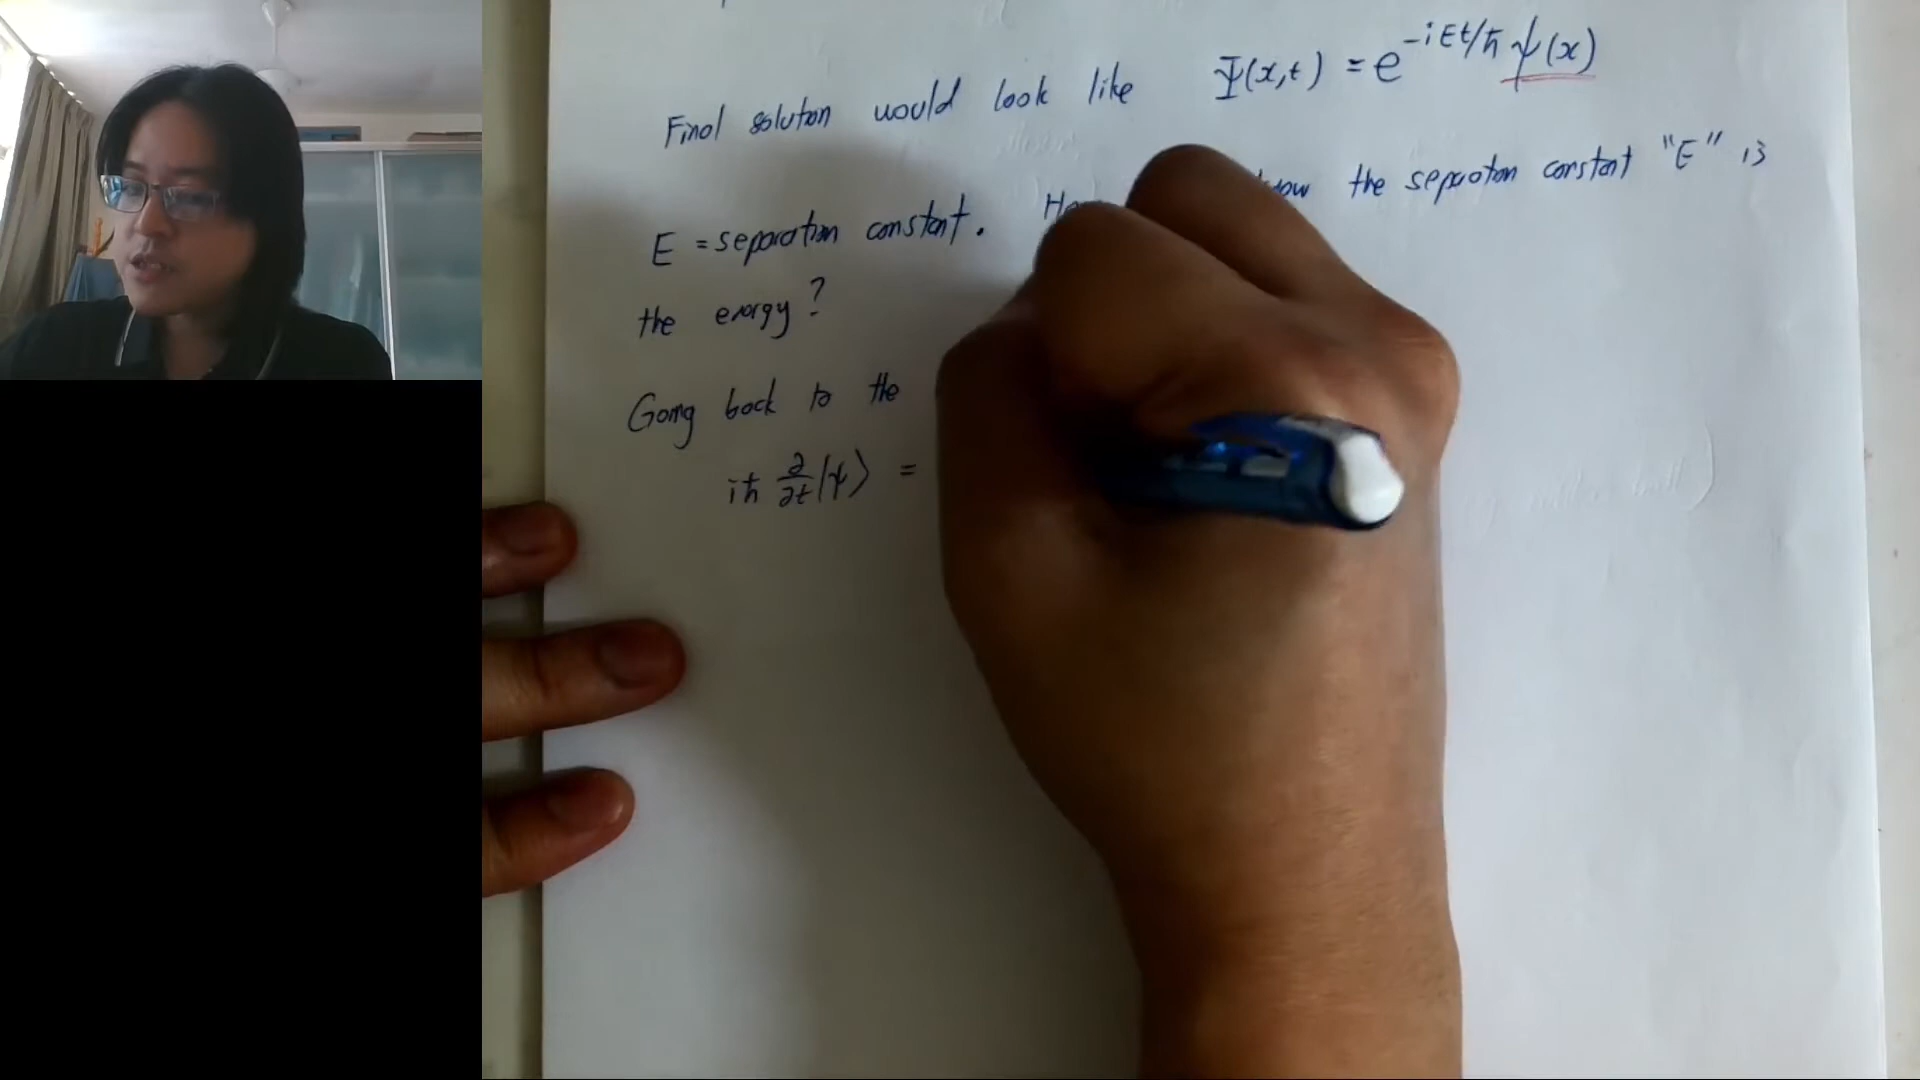 Final solution would look like Ψ(x,t) = e^{-iEt/ħ} ψ(x)
E = separation constant. the separation constant "E" is
the energy?
Going back to the
iħ ∂/∂t |ψ⟩ =